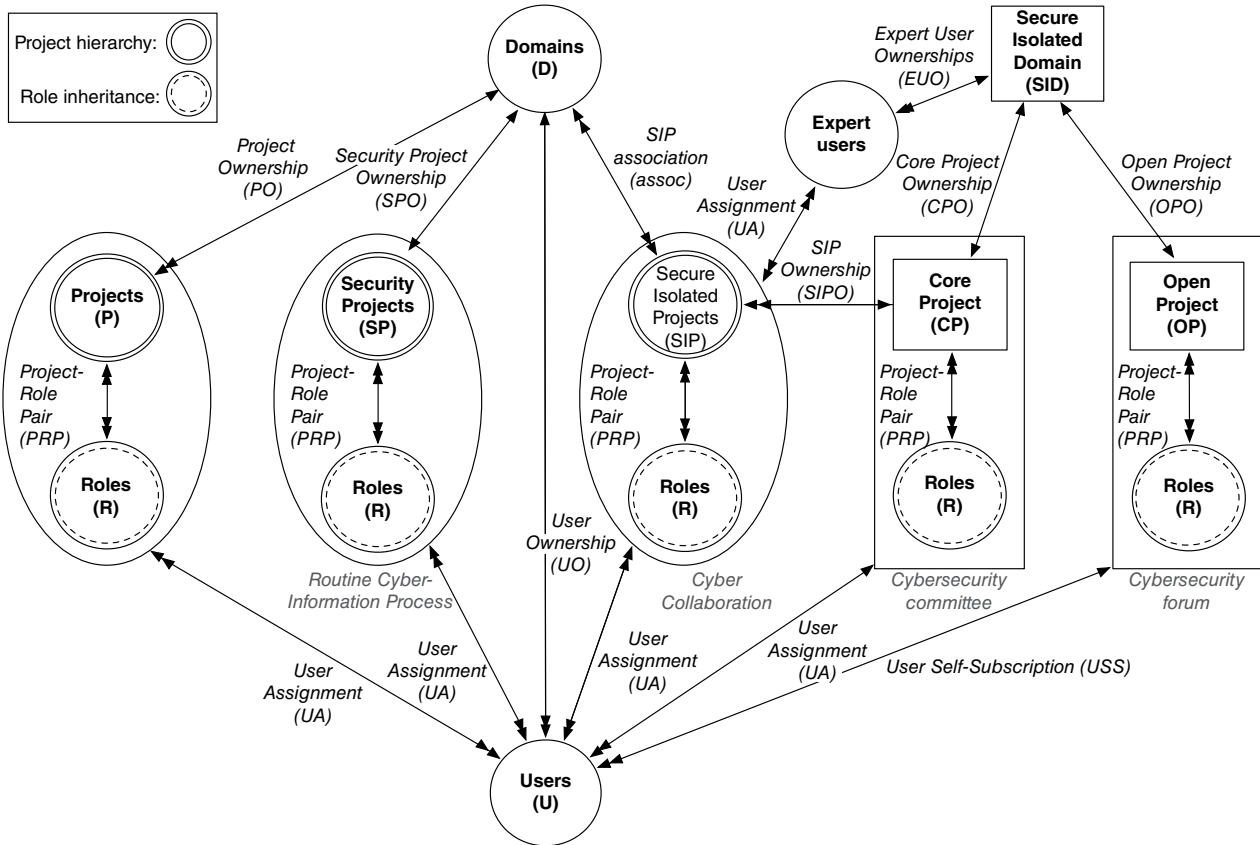 Project hierarchy:
Role inheritance:
Domains
(D)
Secure
Isolated
Domain
(SID)
Expert User
Ownerships
(EUO)
Expert
users
Project
Ownership
(PO)
Security Project
Ownership
(SPO)
SIP
association
(assoc)
User
Assignment
(UA)
Core Project
Ownership
(CPO)
Open Project
Ownership
(OPO)
SIP
Ownership
(SIPO)
Projects
(P)
Security
Projects
(SP)
Secure
Isolated
Projects
(SIP)
Core
Project
(CP)
Open
Project
(OP)
Project-
Role
Pair
(PRP)
Project-
Role
Pair
(PRP)
Project-
Role
Pair
(PRP)
Project-
Role
Pair
(PRP)
Project-
Role
Pair
(PRP)
Roles
(R)
Roles
(R)
Roles
(R)
Roles
(R)
Roles
(R)
User
Ownership
(UO)
Routine Cyber-
Information Process
Cyber
Collaboration
Cybersecurity
committee
Cybersecurity
forum
User
Assignment
(UA)
User
Assignment
(UA)
User
Assignment
(UA)
User
Assignment
(UA)
User Self-Subscription (USS)
Users
(U)